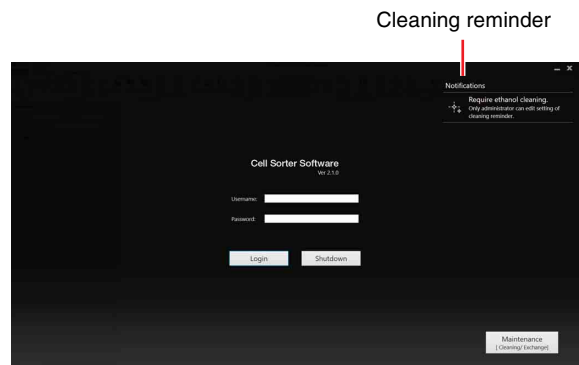 Cleaning reminder
Notifications
Require ethanol cleaning.
Only administrator can edit setting of
cleaning reminder.
Cell Sorter Software
Ver 2.1.0
Username:
Password:
Login Shutdown
Maintenance
[ Cleaning/ Exchange]